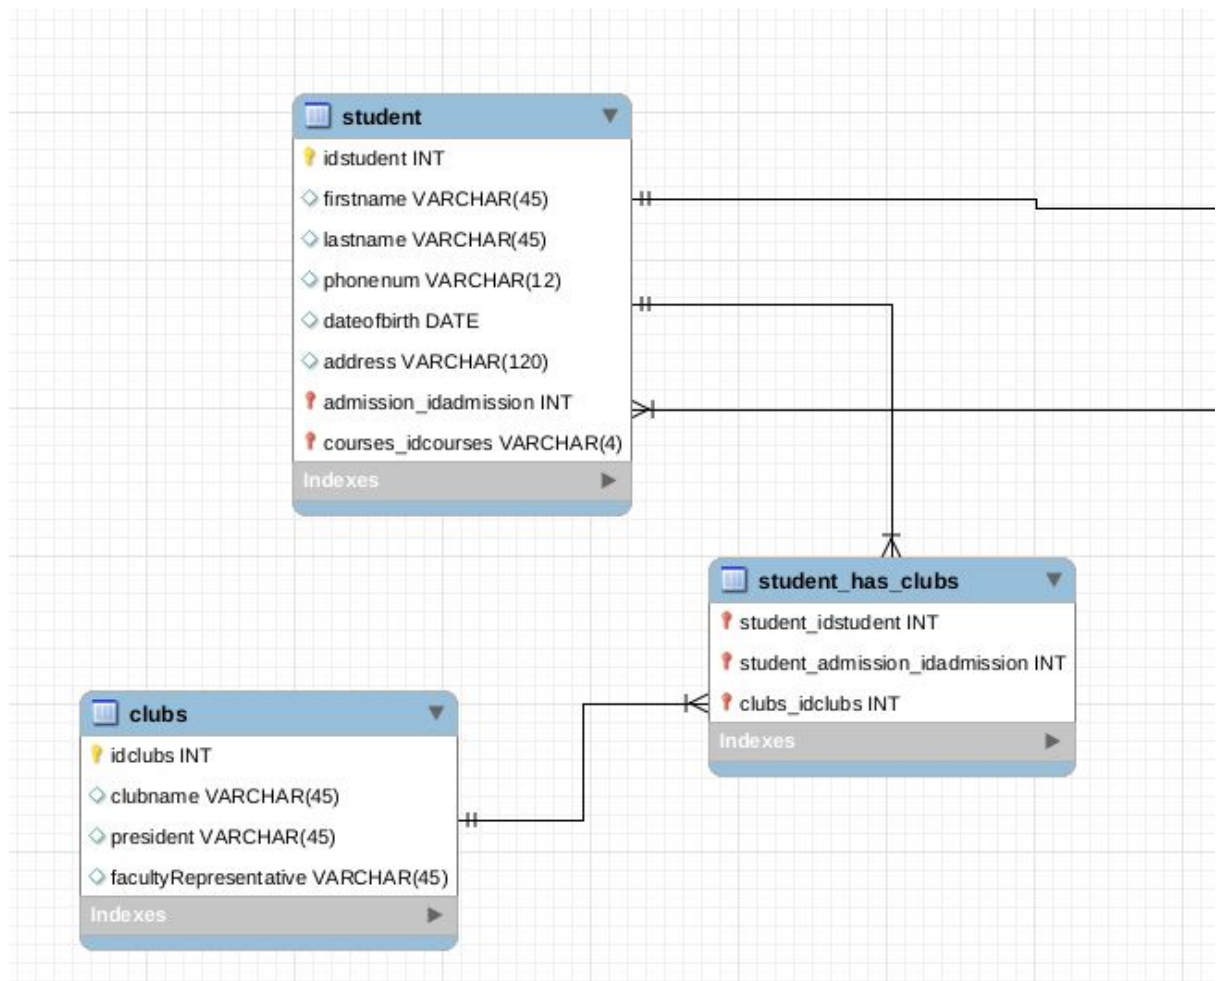 student
idstudent INT
firstname VARCHAR(45)
lastname VARCHAR(45)
phonenum VARCHAR(12)
dateofbirth DATE
address VARCHAR(120)
admission_idadmission INT
courses_idcourses VARCHAR(4)
Indexes
student_has_clubs
student_idstudent INT
student_admission_idadmission INT
clubs_idclubs INT
Indexes
clubs
idclubs INT
clubname VARCHAR(45)
president VARCHAR(45)
facultyRepresentative VARCHAR(45)
Indexes